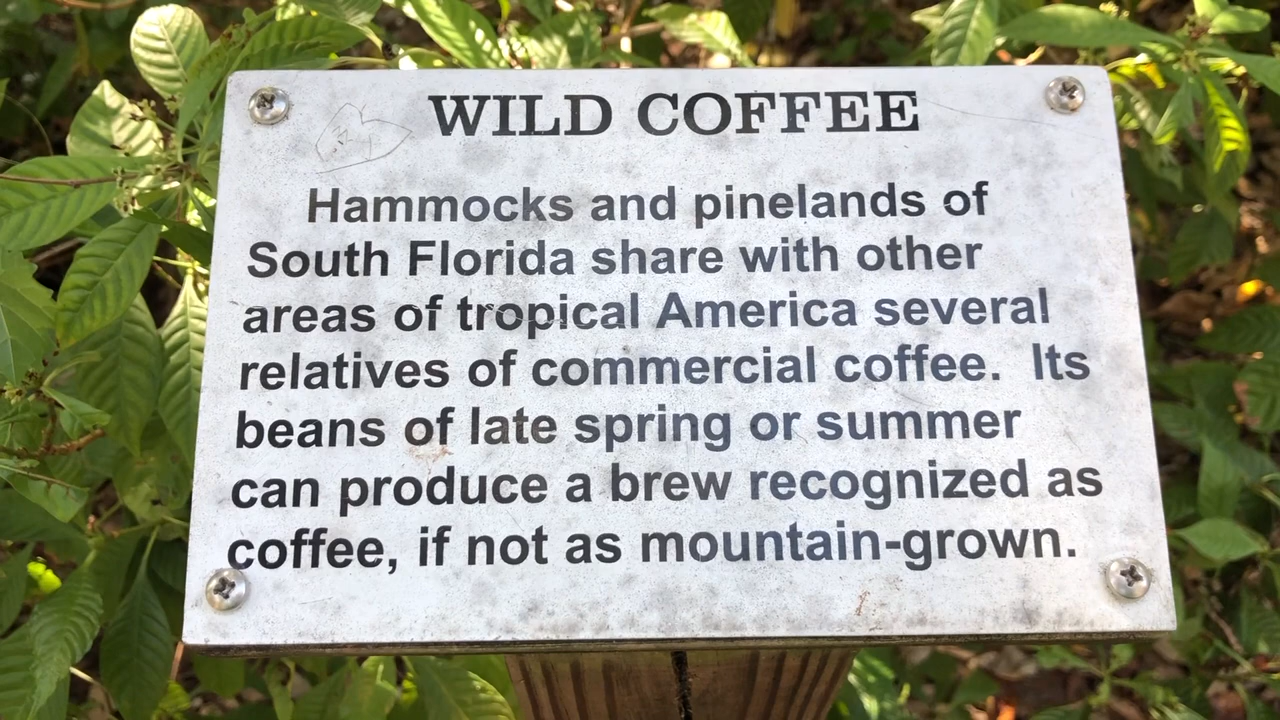 WILD COFFEE
Hammocks and pinelands of
South Florida share with other
areas of tropical America several
relatives of commercial coffee.  Its
beans of late spring or summer
can produce a brew recognized as
coffee, if not as mountain-grown.